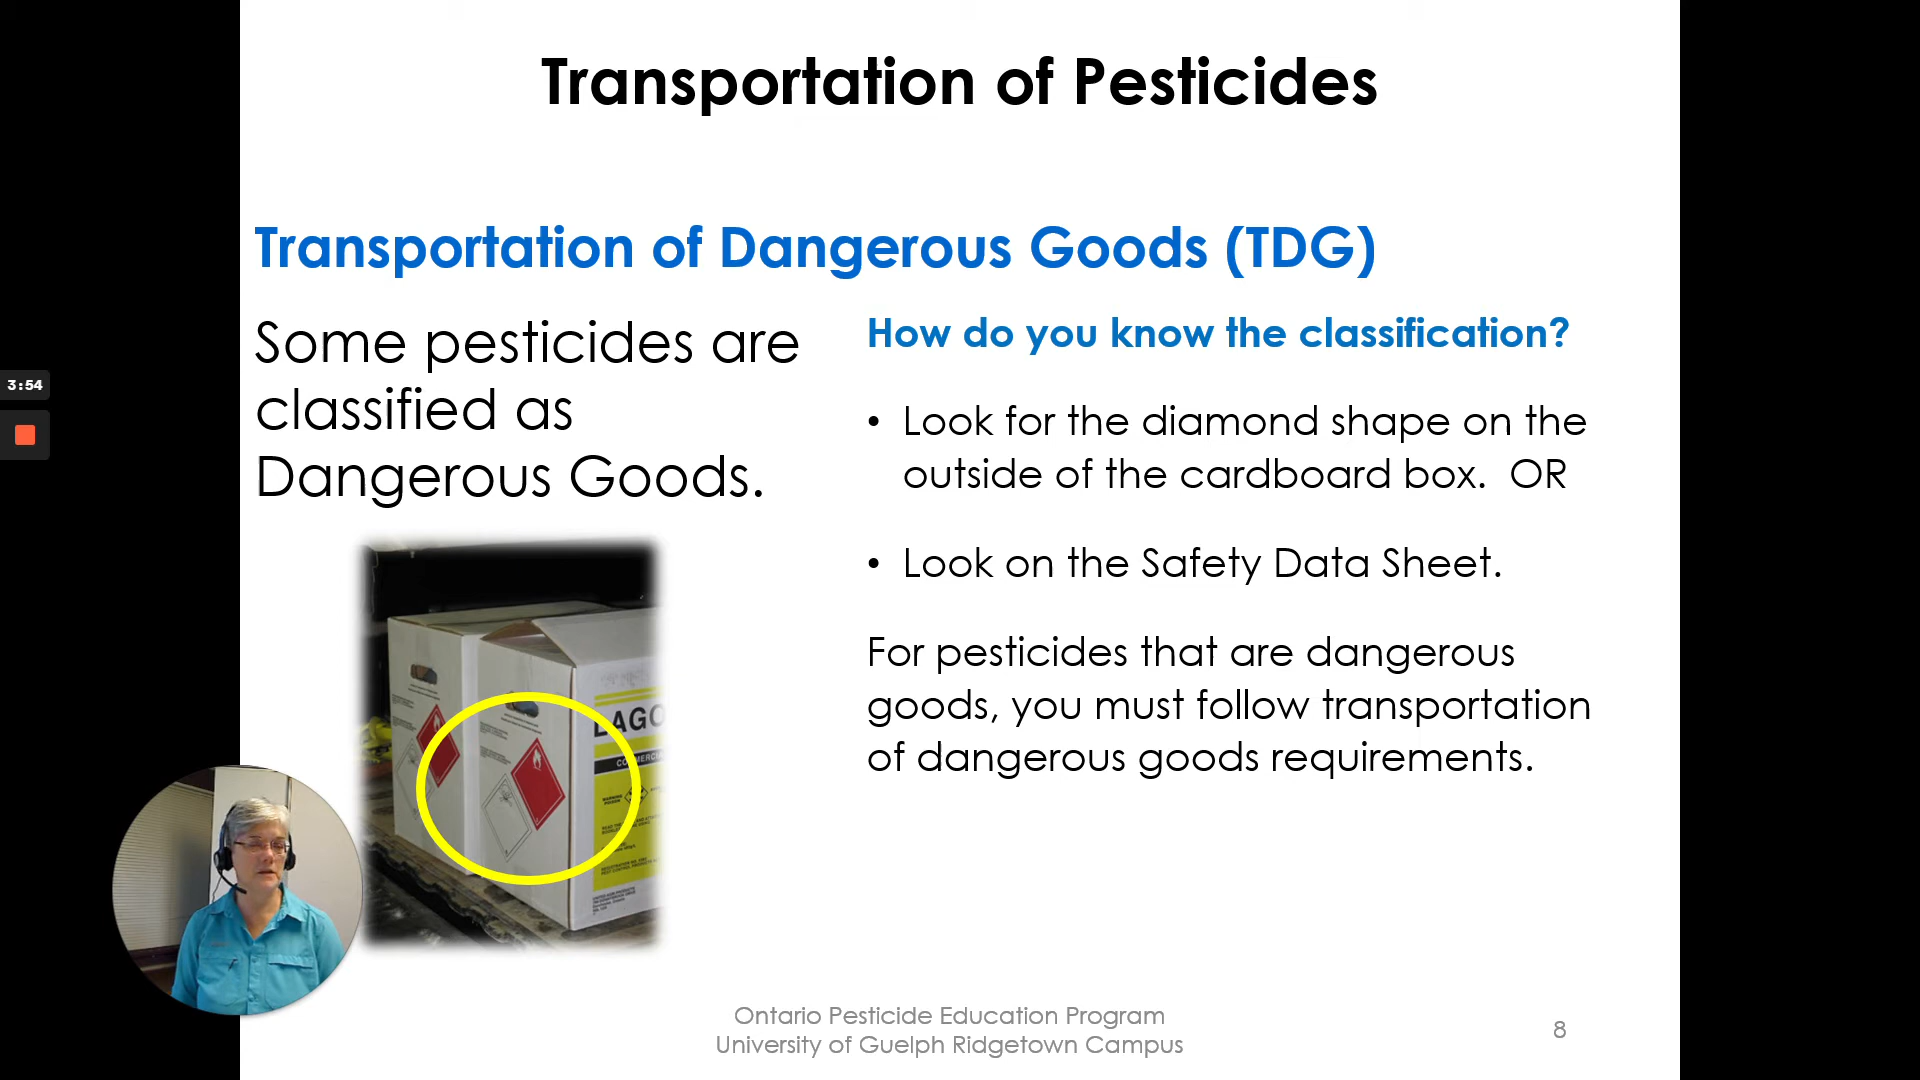 Transportation of Pesticides
Transportation of Dangerous Goods (TDG)
Some pesticides are
classified as
Dangerous Goods.
How do you know the classification?
• Look for the diamond shape on the
outside of the cardboard box. OR
• Look on the Safety Data Sheet.
For pesticides that are dangerous
goods, you must follow transportation
of dangerous goods requirements.
3:54
LAGO
Ontario Pesticide Education Program
University of Guelph Ridgetown Campus
8